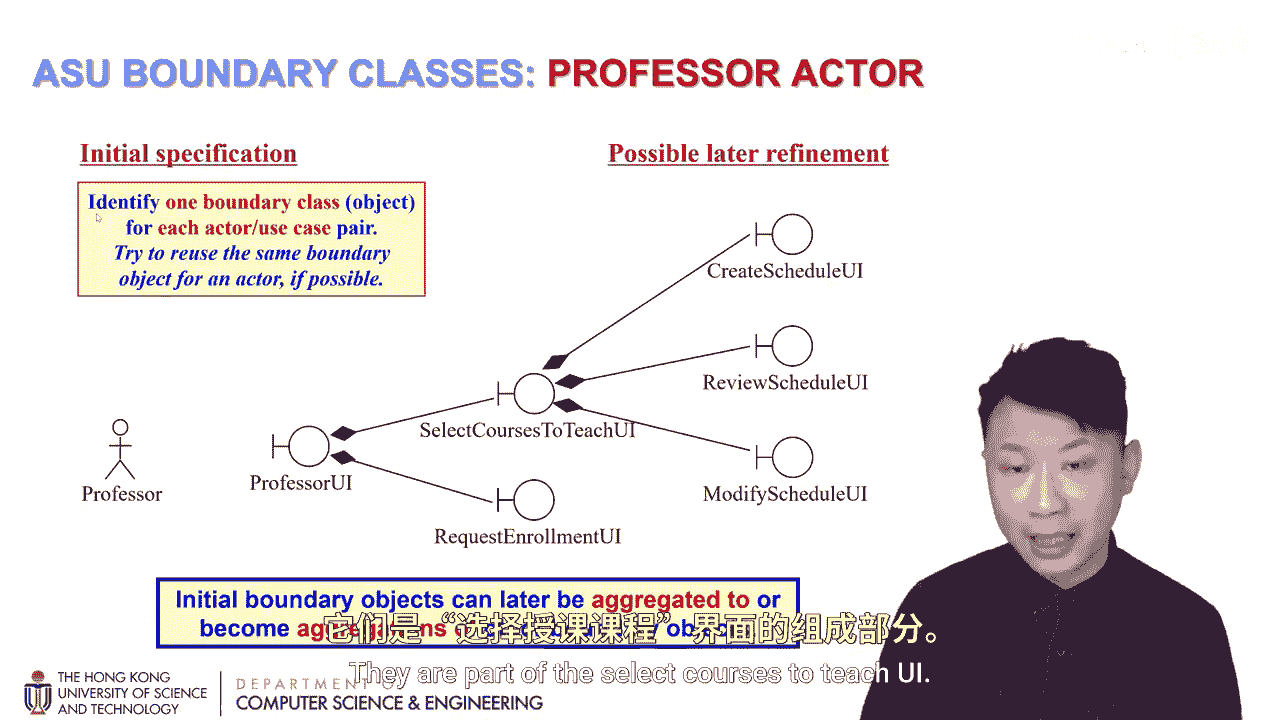 ASU BOUNDARY CLASSES: PROFESSOR ACTOR
Initial specification
Possible later refinement
Identify one boundary class (object)
for each actor/use case pair.
Try to reuse the same boundary
object for an actor, if possible.
CreateScheduleUI
ReviewScheduleUI
SelectCoursesToTeachUI
ModifyScheduleUI
Professor
ProfessorUI
RequestEnrollmentUI
Initial boundary objects can later be aggregated to or
become
它们是“选择授课课程”界面的组成部分。
They are part of the select courses to teach UI.
THE HONG KONG
UNIVERSITY OF SCIENCE
AND TECHNOLOGY
DEPARTMENT
COMPUTER SCIENCE & ENGINEERING